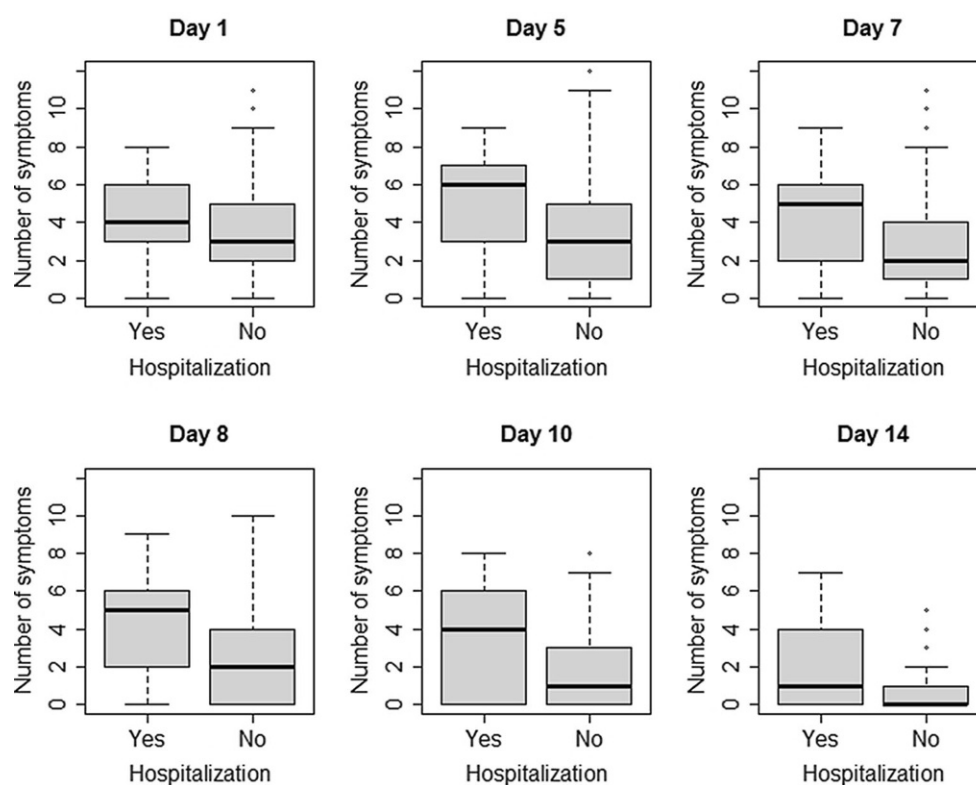 Day 1
Day 5
Day 7
Number of symptoms
0 2 4 6 8 10
Number of symptoms
0 2 4 6 8 10
Number of symptoms
0 2 4 6 8 10
Yes No
Yes No
Yes No
Hospitalization
Hospitalization
Hospitalization
Day 8
Day 10
Day 14
Number of symptoms
0 2 4 6 8 10
Number of symptoms
0 2 4 6 8 10
Number of symptoms
0 2 4 6 8 10
Yes No
Yes No
Yes No
Hospitalization
Hospitalization
Hospitalization